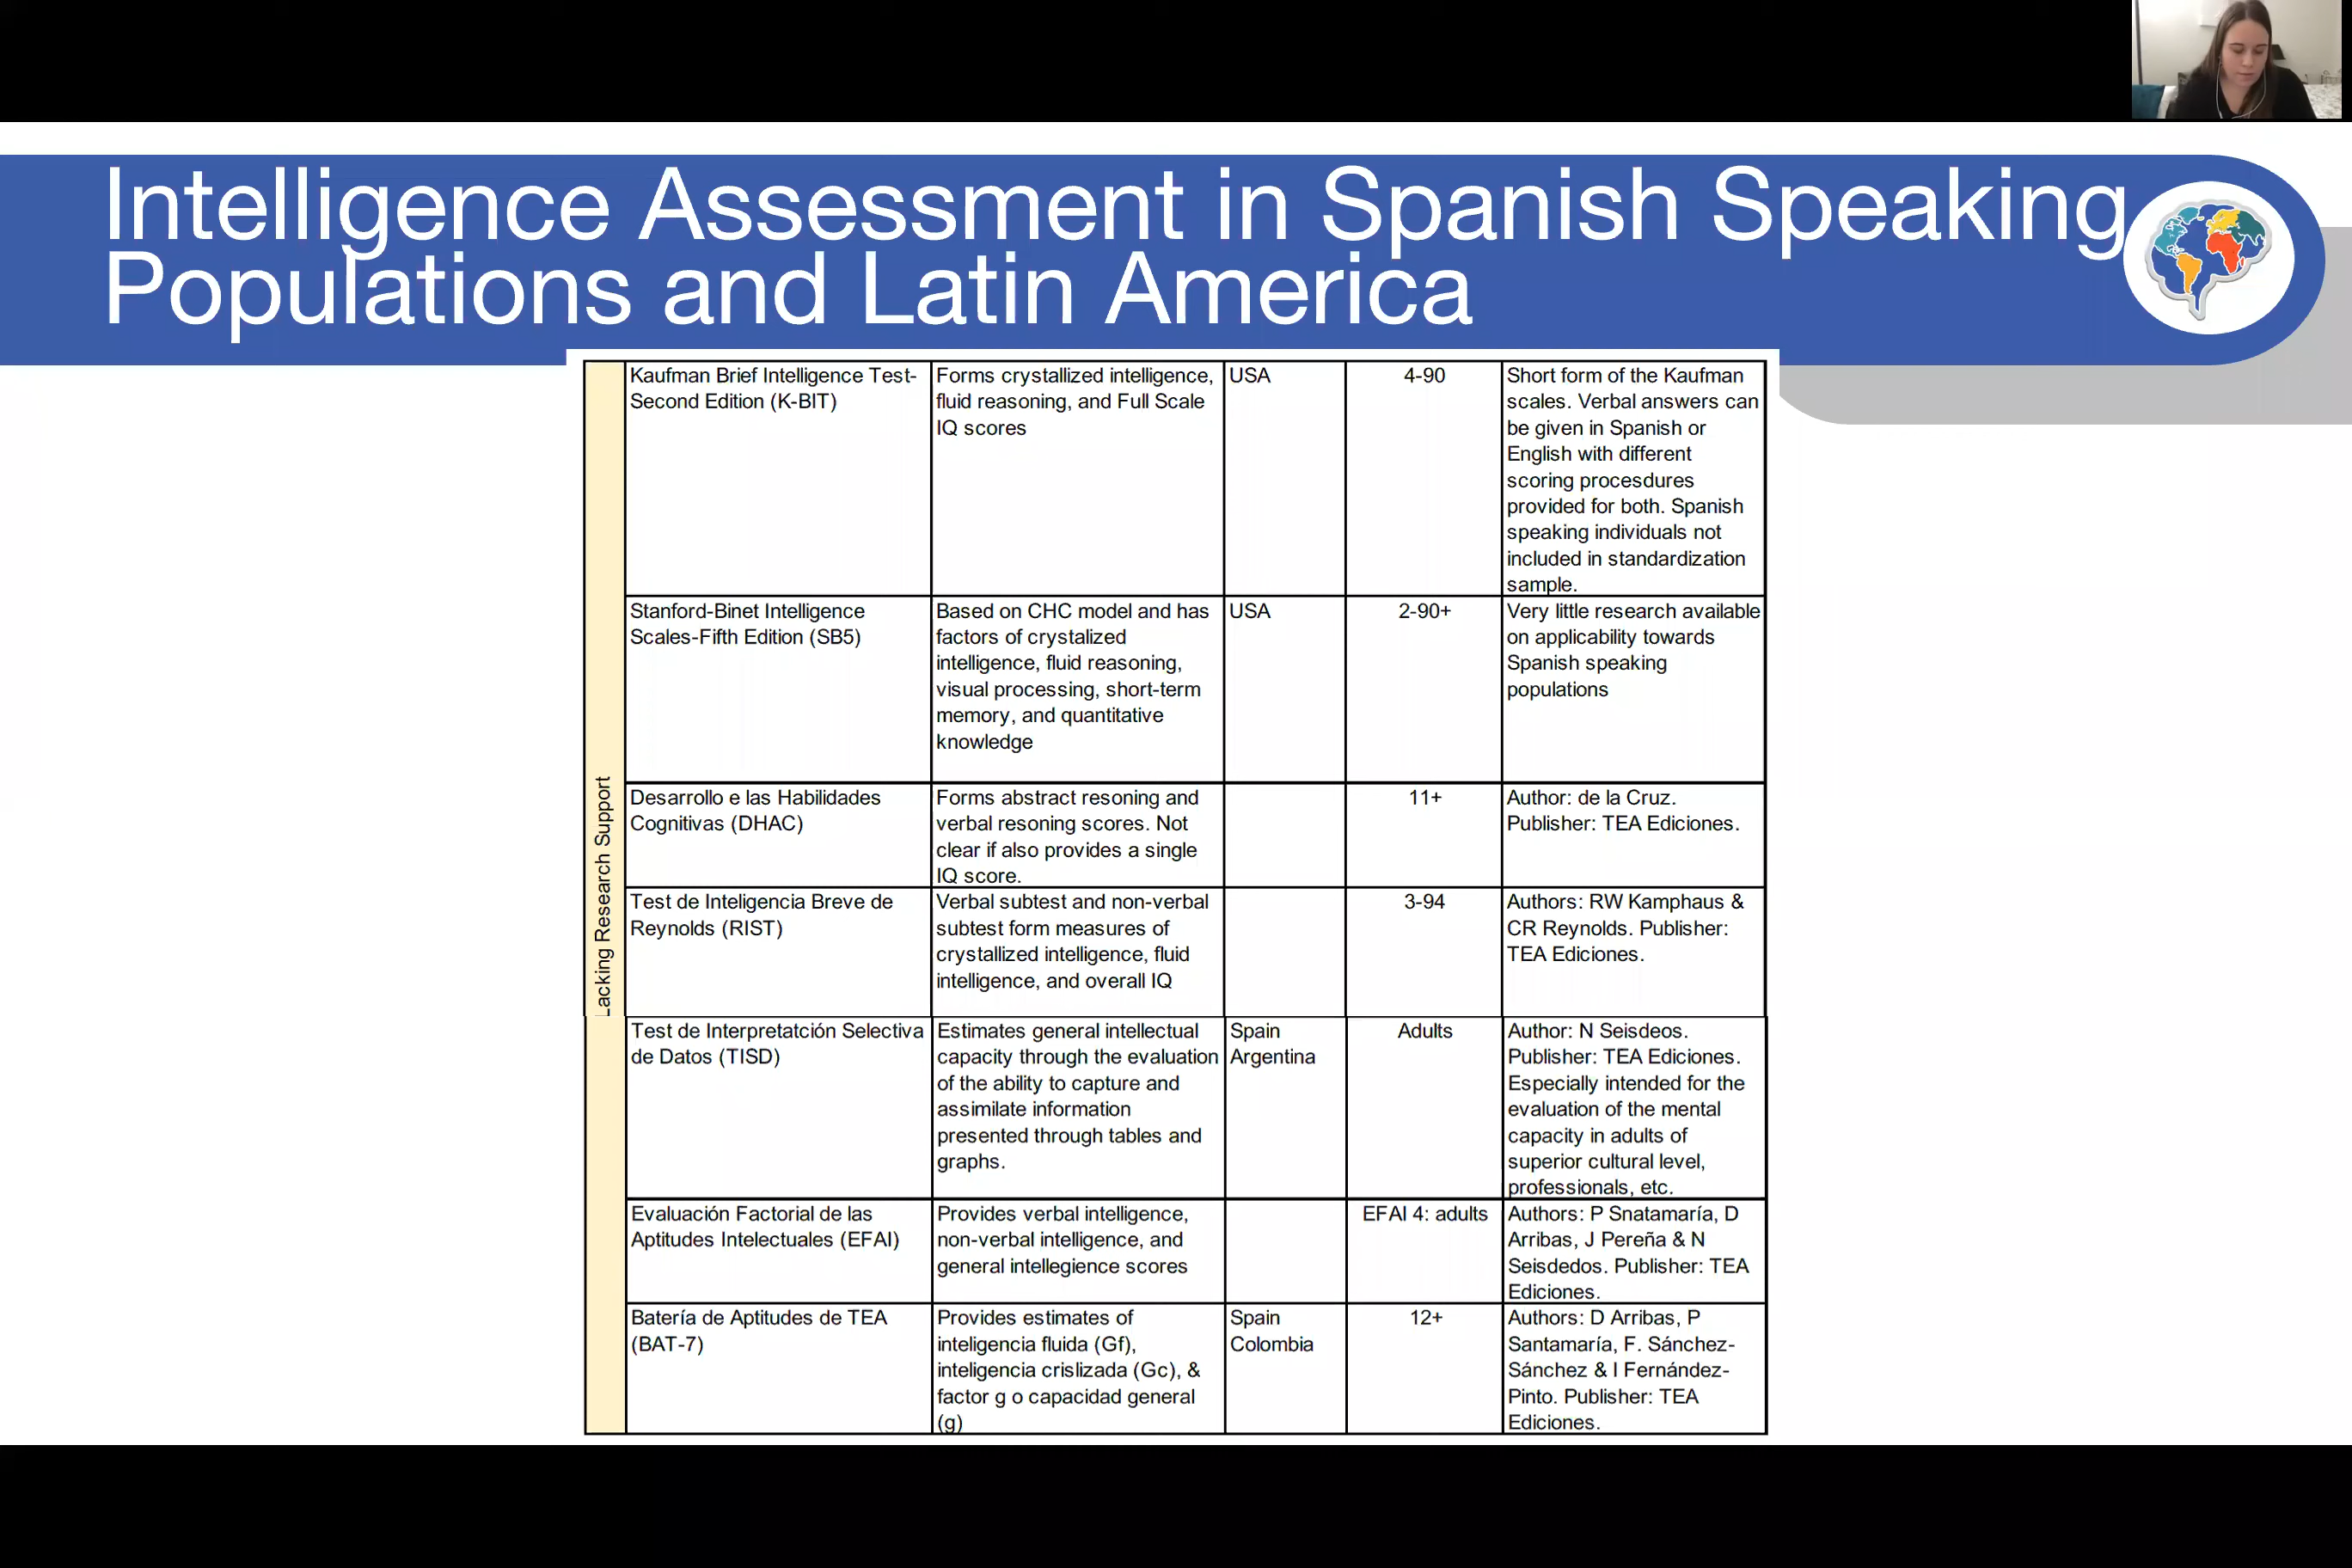 Intelligence Assessment in Spanish Speaking
Populations and Latin America
Lacking Research Support
Kaufman Brief Intelligence Test-
Second Edition (K-BIT)
Forms crystallized intelligence,
fluid reasoning, and Full Scale
IQ scores
USA
4-90
Short form of the Kaufman
scales. Verbal answers can
be given in Spanish or
English with different
scoring procesdures
provided for both. Spanish
speaking individuals not
included in standardization
sample.
Stanford-Binet Intelligence
Scales-Fifth Edition (SB5)
Based on CHC model and has
factors of crystalized
intelligence, fluid reasoning,
visual processing, short-term
memory, and quantitative
knowledge
USA
2-90+
Very little research available
on applicability towards
Spanish speaking
populations
Desarrollo e las Habilidades
Cognitivas (DHAC)
Forms abstract resoning and
verbal resoning scores. Not
clear if also provides a single
IQ score.
11+
Author: de la Cruz.
Publisher: TEA Ediciones.
Test de Inteligencia Breve de
Reynolds (RIST)
Verbal subtest and non-verbal
subtest form measures of
crystallized intelligence, fluid
intelligence, and overall IQ
3-94
Authors: RW Kamphaus &
CR Reynolds. Publisher:
TEA Ediciones.
Test de Interpretatción Selectiva
de Datos (TISD)
Estimates general intellectual
capacity through the evaluation
of the ability to capture and
assimilate information
presented through tables and
graphs.
Spain
Argentina
Adults
Author: N Seisdeos.
Publisher: TEA Ediciones.
Especially intended for the
evaluation of the mental
capacity in adults of
superior cultural level,
professionals, etc.
Evaluación Factorial de las
Aptitudes Intelectuales (EFAI)
Provides verbal intelligence,
non-verbal intelligence, and
general intellegience scores
EFAI 4: adults
Authors: P Snatamaría, D
Arribas, J Pereña & N
Seisdedos. Publisher: TEA
Ediciones.
Batería de Aptitudes de TEA
(BAT-7)
Provides estimates of
inteligencia fluida (Gf),
inteligencia crislizada (Gc), &
factor g o capacidad general
(g)
Spain
Colombia
12+
Authors: D Arribas, P
Santamaría, F. Sánchez-
Sánchez & I Fernández-
Pinto. Publisher: TEA
Ediciones.